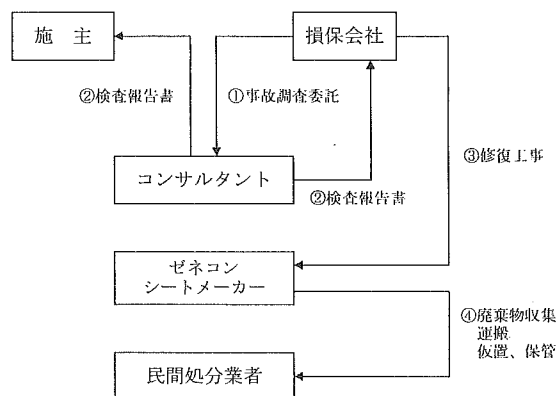 施　主
損保会社
②検査報告書
①事故調査委託
③修復工事
コンサルタント
②検査報告書
ゼネコン
シートメーカー
④廃棄物収集
運搬
仮置、保管
民間処分業者